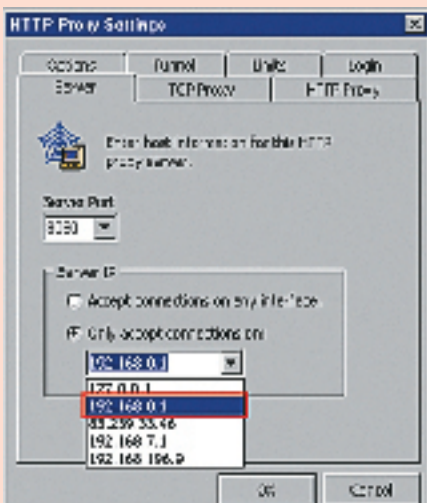 HTTP Proxy Settings
Options Tunnel Limits Login
Server TCP Proxy HTTP Proxy
Enter host information for this HTTP
proxy server.
Server Port
8080
Server IP
Accept connections on any interface
Only accept connections on:
192.168.0.1
127.0.0.1
192.168.0.1
192.168.7.1
OK Cancel